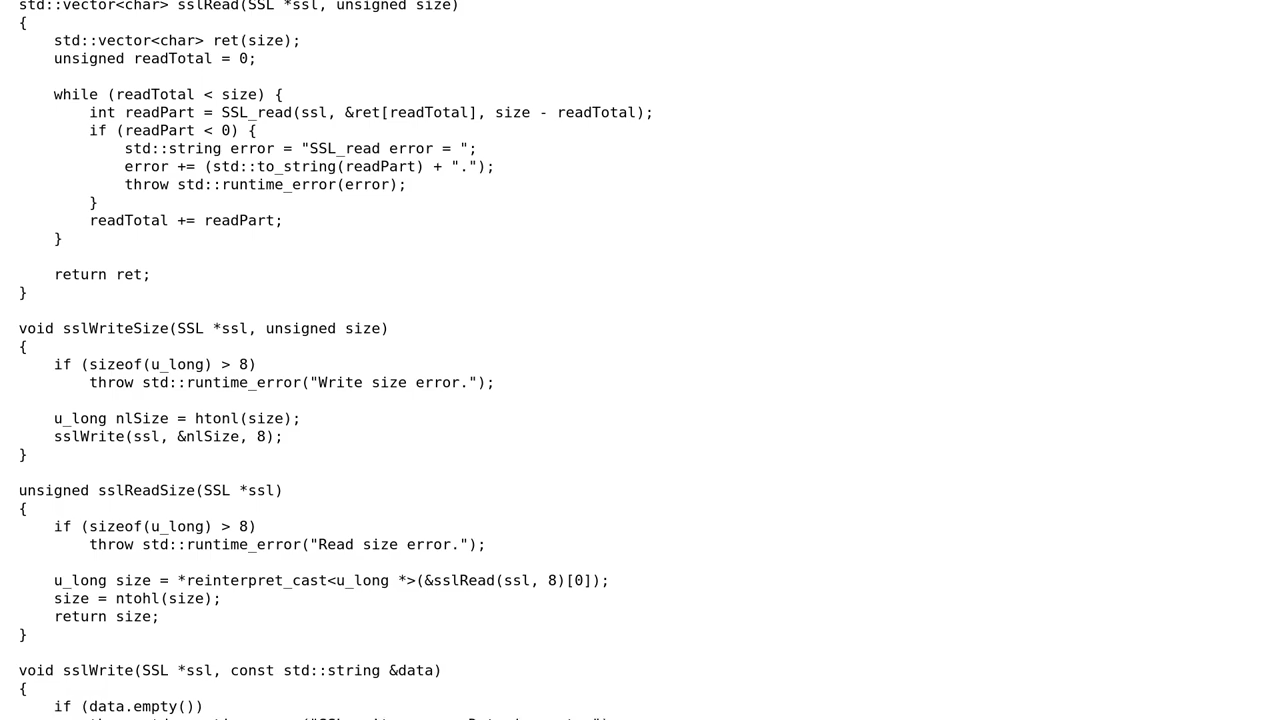 std::vector<char> sslRead(SSL *ssl, unsigned size)
{
    std::vector<char> ret(size);
    unsigned readTotal = 0;

    while (readTotal < size) {
        int readPart = SSL_read(ssl, &ret[readTotal], size - readTotal);
        if (readPart < 0) {
            std::string error = "SSL_read error = ";
            error += (std::to_string(readPart) + ".");
            throw std::runtime_error(error);
        }
        readTotal += readPart;
    }

    return ret;
}

void sslWriteSize(SSL *ssl, unsigned size)
{
    if (sizeof(u_long) > 8)
        throw std::runtime_error("Write size error.");

    u_long nlSize = htonl(size);
    sslWrite(ssl, &nlSize, 8);
}

unsigned sslReadSize(SSL *ssl)
{
    if (sizeof(u_long) > 8)
        throw std::runtime_error("Read size error.");

    u_long size = *reinterpret_cast<u_long *>(&sslRead(ssl, 8)[0]);
    size = ntohl(size);
    return size;
}

void sslWrite(SSL *ssl, const std::string &data)
{
    if (data.empty())